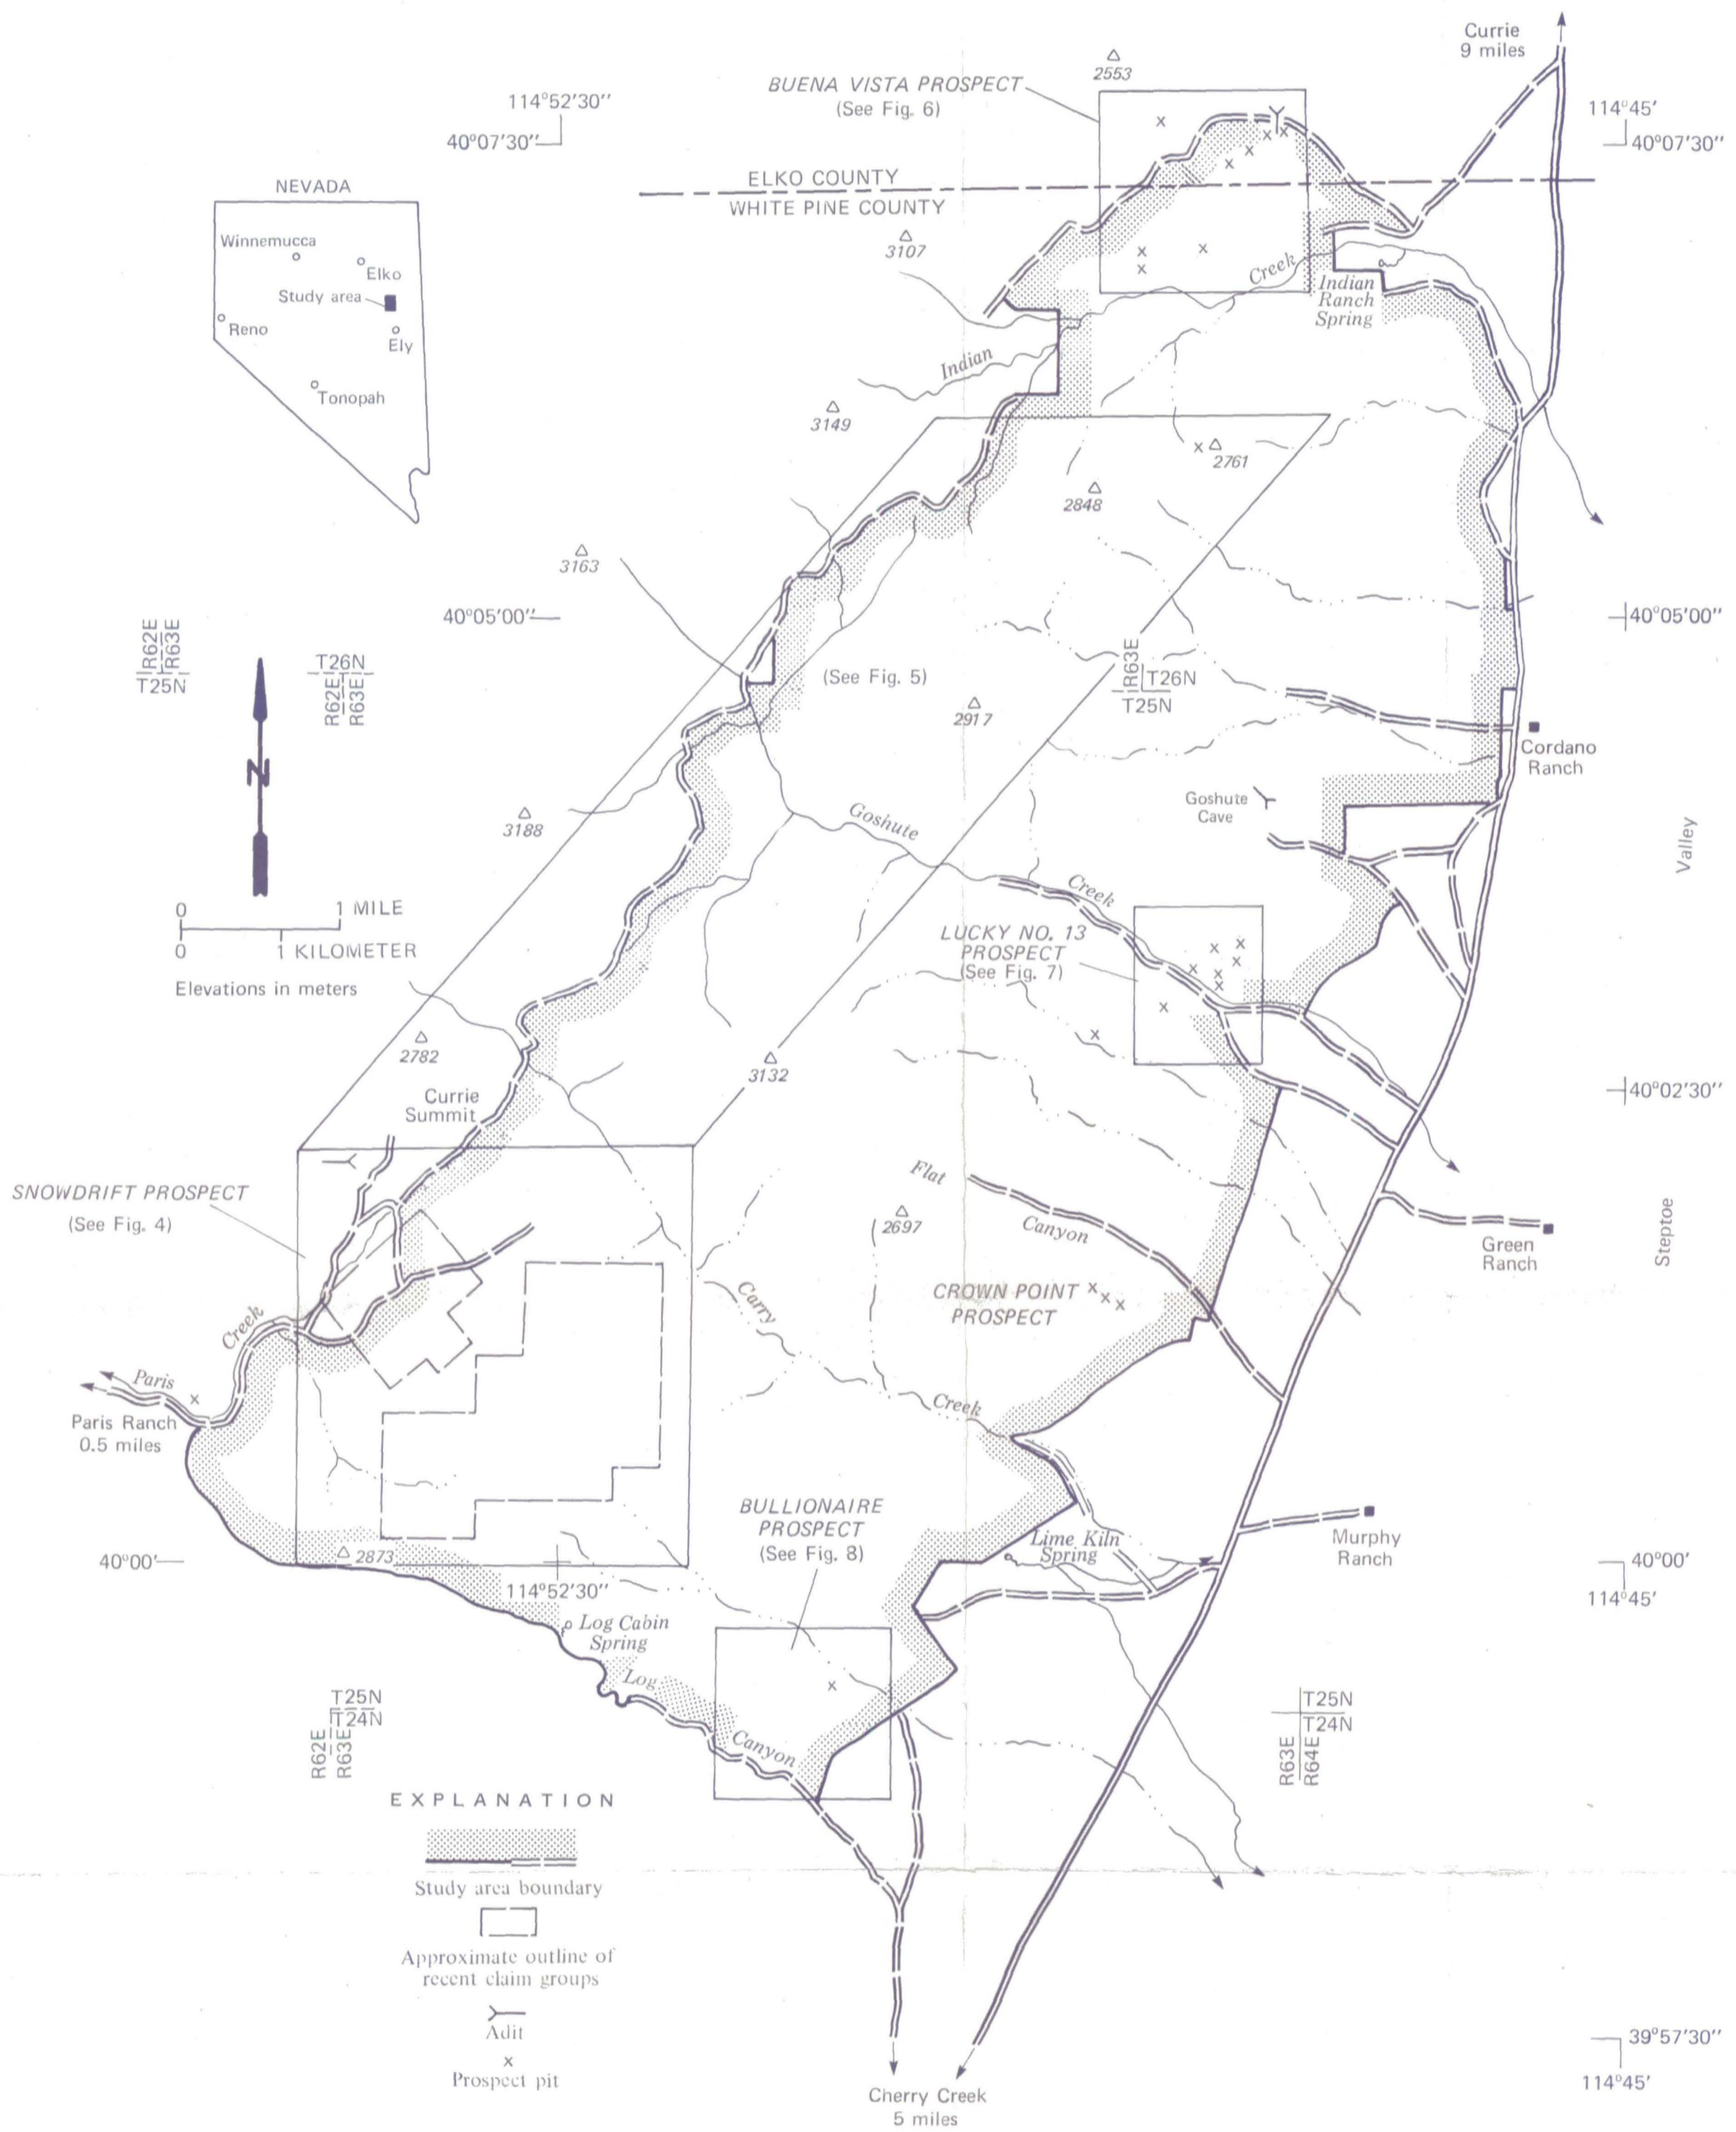 Currie
9 miles
2553
BUENA VISTA PROSPECT
(See Fig. 6)
114°52'30"
40°07'30"
114°45'
40°07'30"
NEVADA
Winnemucca
Elko
Study area
Reno
Ely
Tonopah
ELKO COUNTY
WHITE PINE COUNTY
3107
Creek
Indian
Ranch
Spring
Indian
3149
2761
2848
3163
40°05'00"
40°05'00"
R62E
R63E
T25N
T26N
R62E
R63E
N
(See Fig. 5)
R63E
T26N
T25N
2917
Cordano
Ranch
Goshute
Cave
3188
Goshute
Valley
Creek
0
1 MILE
0
1 KILOMETER
Elevations in meters
LUCKY NO. 13
PROSPECT
(See Fig. 7)
2782
3132
Currie
Summit
40°02'30"
SNOWDRIFT PROSPECT
(See Fig. 4)
Flat
Canyon
2697
Green
Ranch
Steptoe
CROWN POINT
PROSPECT
Carry
Creek
Creek
Paris
Paris Ranch
0.5 miles
BULLIONAIRE
PROSPECT
(See Fig. 8)
Lime Kiln
Spring
Murphy
Ranch
40°00'
2873
114°52'30"
40°00'
114°45'
Log Cabin
Spring
Log
Canyon
T25N
T24N
R62E
R63E
T25N
T24N
R63E
R64E
EXPLANATION
Study area boundary
Approximate outline of
recent claim groups
Adit
x
Prospect pit
39°57'30"
114°45'
Cherry Creek
5 miles